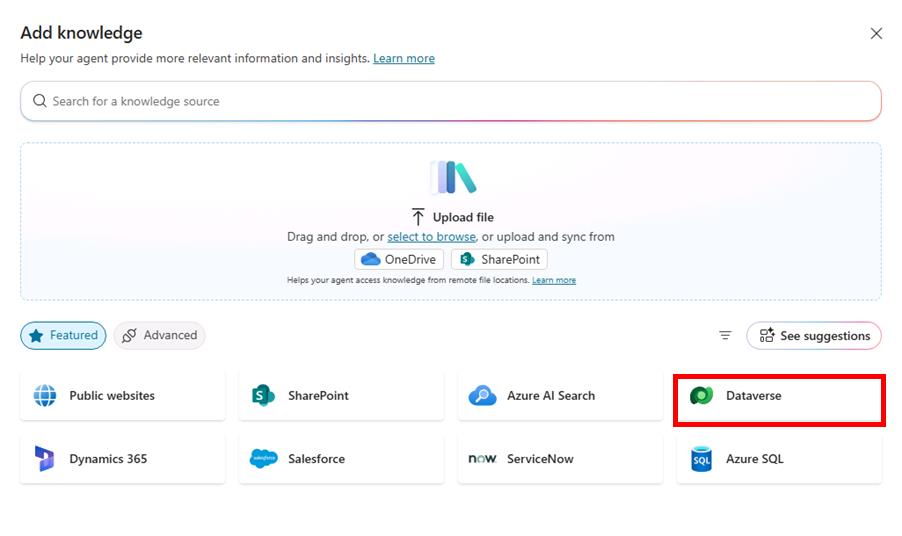 Add knowledge
Help your agent provide more relevant information and insights. Learn more
Search for a knowledge source
Upload file
Drag and drop, or select to browse, or upload and sync from
OneDrive SharePoint
Helps your agent access knowledge from remote file locations. Learn more
Featured Advanced See suggestions
Public websites SharePoint Azure AI Search Dataverse
Dynamics 365 salesforce Salesforce now ServiceNow SQL Azure SQL